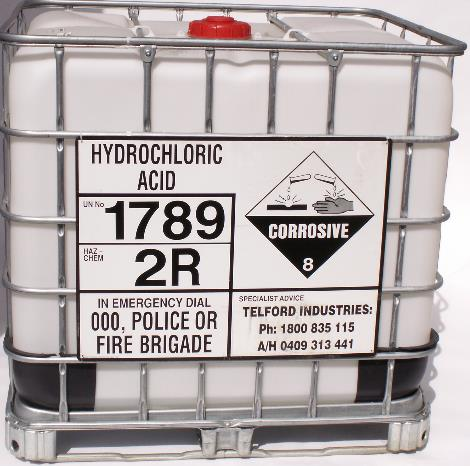 HYDROCHLORIC
ACID
UN No
1789
HAZ-
CHEM
2R
IN EMERGENCY DIAL
000, POLICE OR
FIRE BRIGADE
CORROSIVE
8
SPECIALIST ADVICE
TELFORD INDUSTRIES:
Ph: 1800 835 115
A/H 0409 313 441